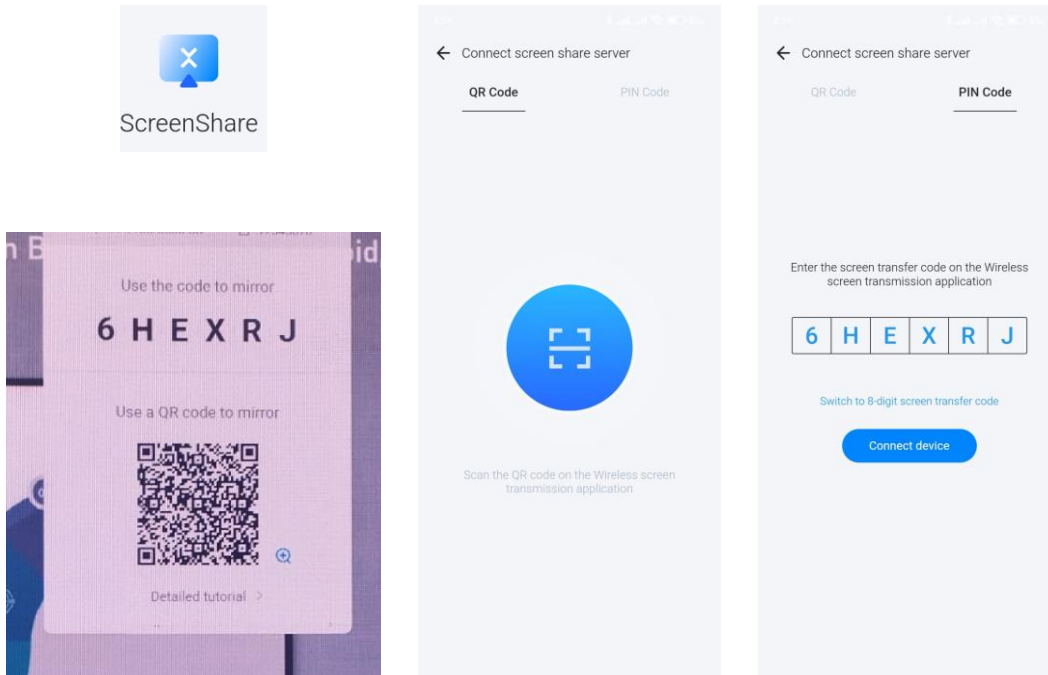 ScreenShare
Use the code to mirror
6 H E X R J
Use a QR code to mirror
Detailed tutorial >
Connect screen share server
QR Code
PIN Code
Scan the QR code on the Wireless screen
transmission application
Connect screen share server
QR Code
PIN Code
Enter the screen transfer code on the Wireless
screen transmission application
6 H E X R J
Switch to 8-digit screen transfer code
Connect device